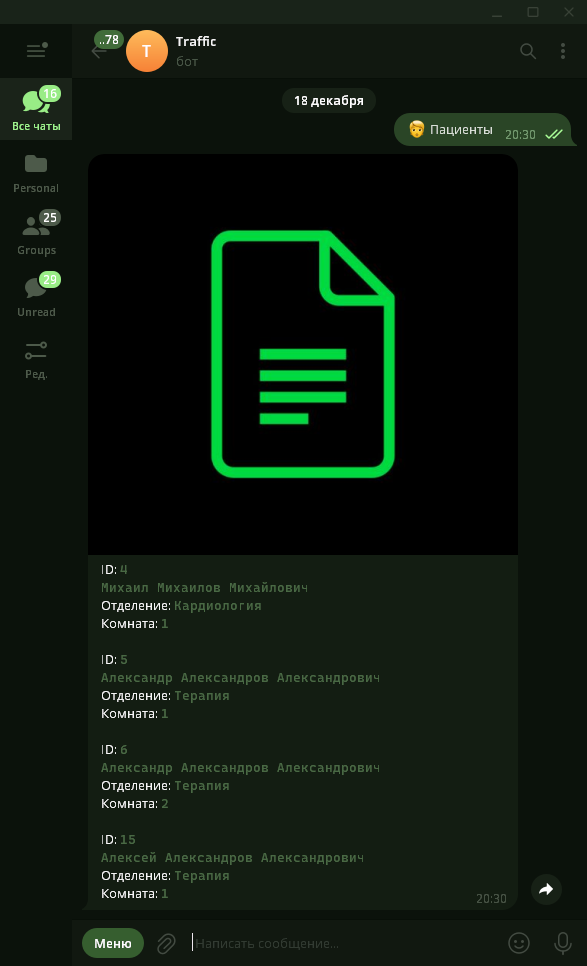 ..78
T
Traffic
бот
16
Все чаты
Personal
25
Groups
29
Unread
Ред.
18 декабря
Пациенты 20:30
ID: 4
Михаил Михаилов Михайлович
Отделение: Кардиология
Комната: 1
ID: 5
Александр Александров Александрович
Отделение: Терапия
Комната: 1
ID: 6
Александр Александров Александрович
Отделение: Терапия
Комната: 2
ID: 15
Алексей Александров Александрович
Отделение: Терапия
Комната: 1
20:30
Меню
Написать сообщение...